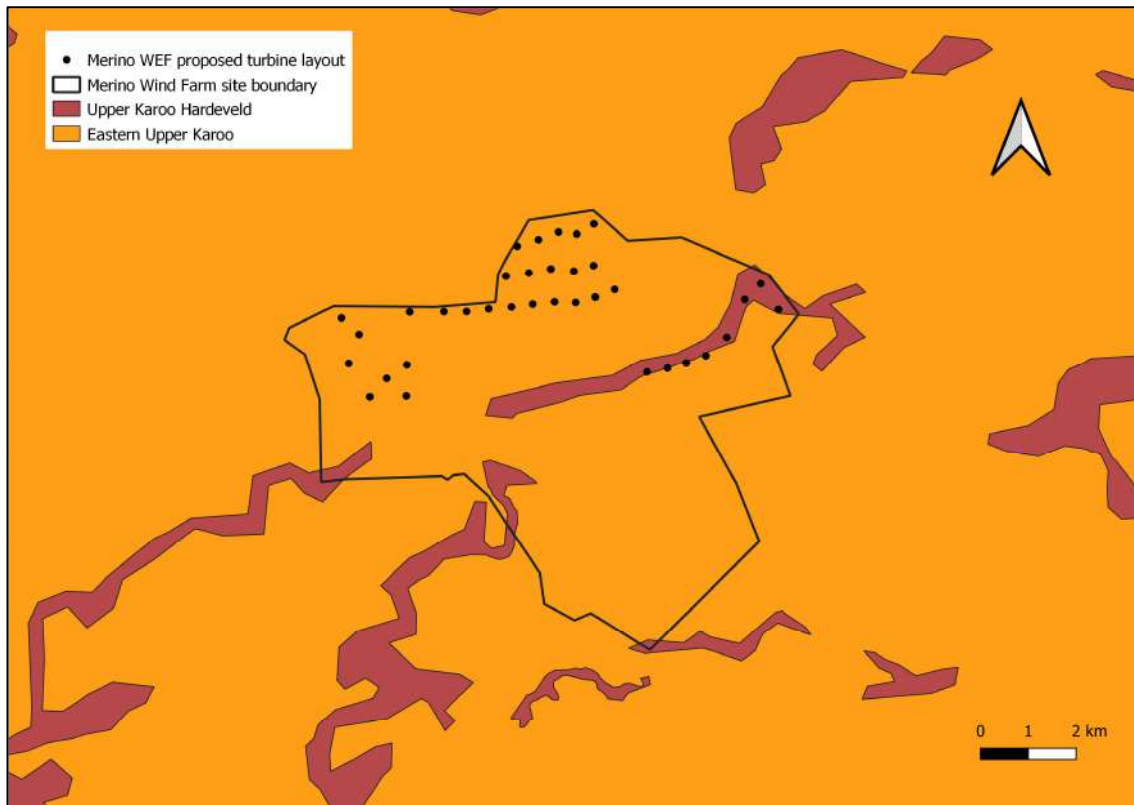 Merino WEF proposed turbine layout
Merino Wind Farm site boundary
Upper Karoo Hardeveld
Eastern Upper Karoo
0 1 2 km